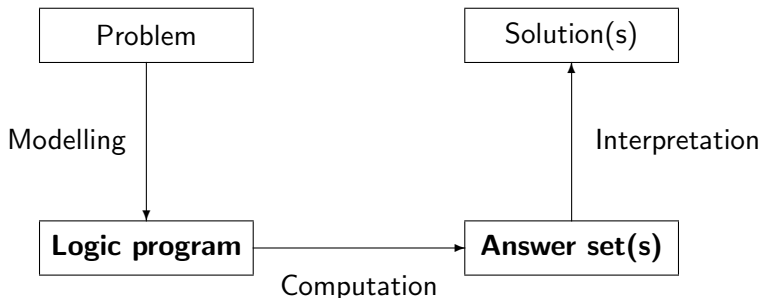 Problem
Solution(s)
Modelling
Interpretation
Logic program
Answer set(s)
Computation